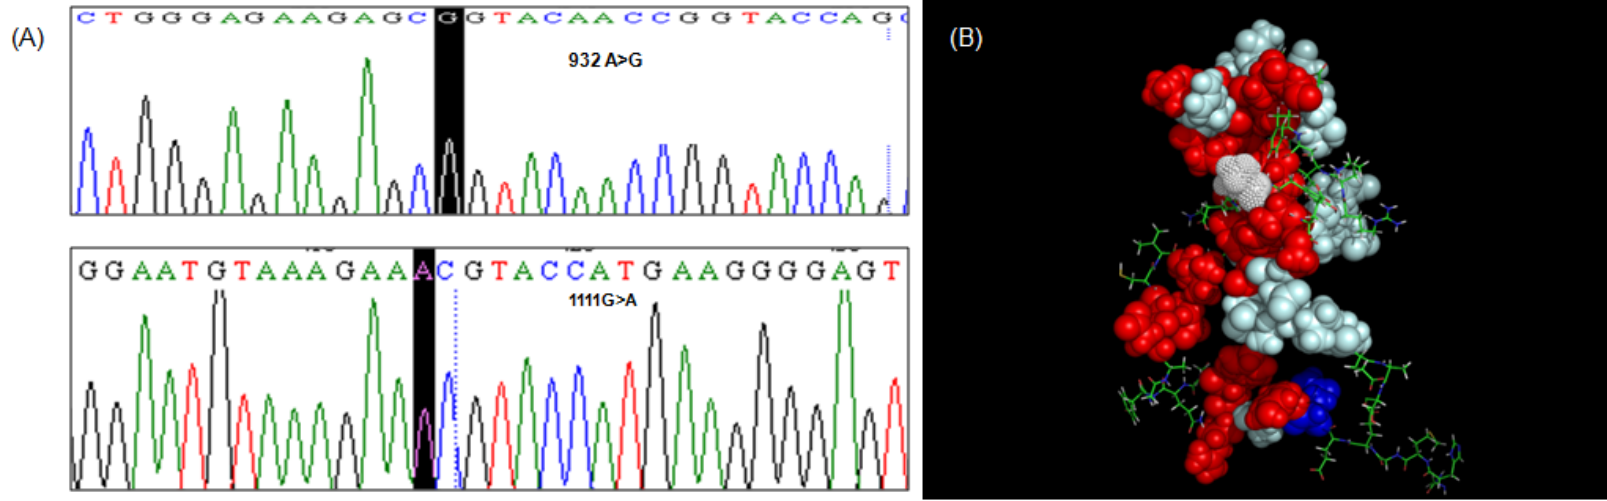 (A)
C T G G G A G A A G A G C G G T A C A A C C G G T A C C A G
932 A>G
G G A A T G T A A A G A A A C G T A C C A T G A A G G G G A G T
1111G>A
(B)